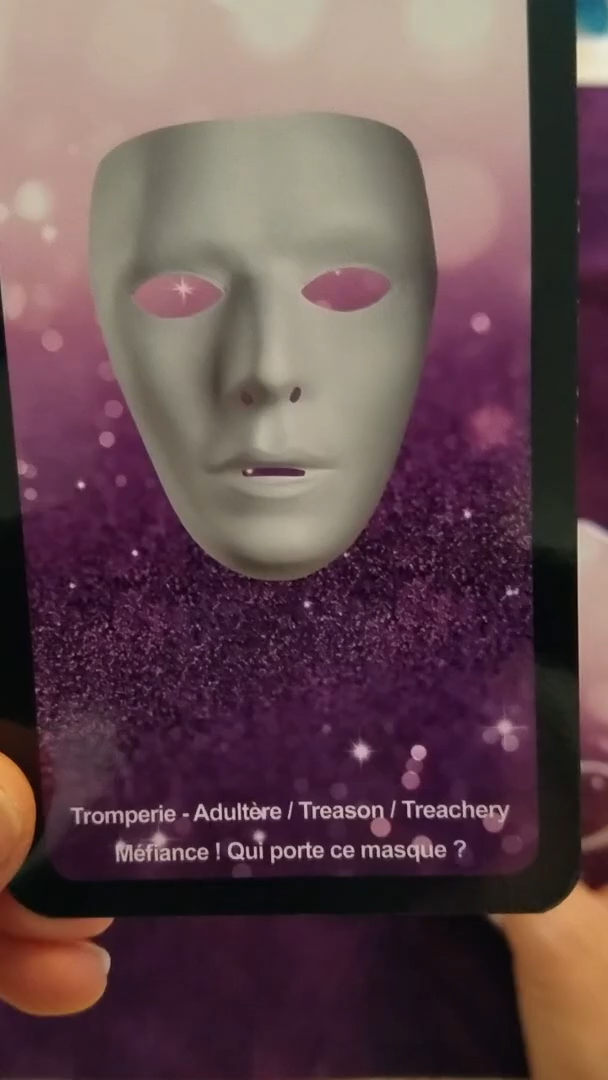 Tromperie - Adultère / Treason / Treachery
Méfiance ! Qui porte ce masque ?